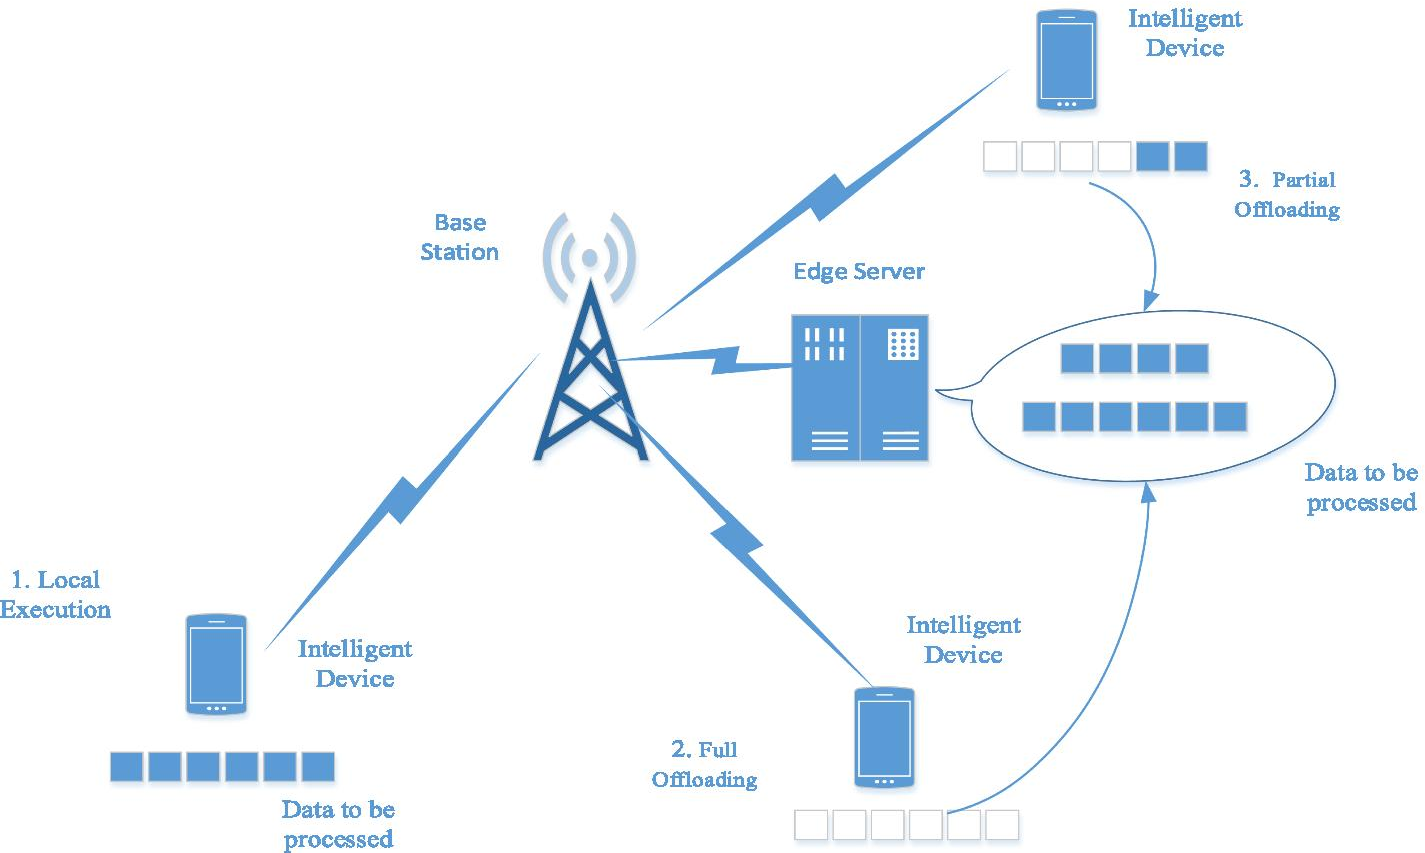 Intelligent
Device
3. Partial
Offloading
Base
Station
Edge Server
Data to be
processed
1. Local
Execution
Intelligent
Device
Intelligent
Device
2. Full
Offloading
Data to be
processed